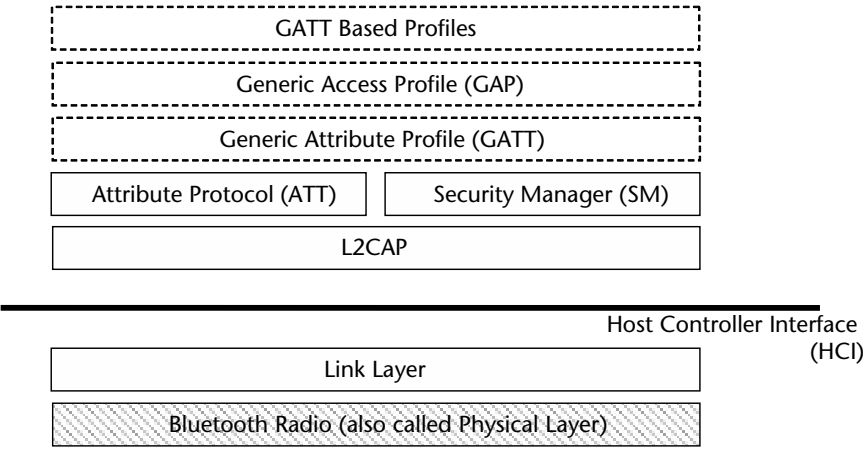 GATT Based Profiles
Generic Access Profile (GAP)
Generic Attribute Profile (GATT)
Attribute Protocol (ATT)
Security Manager (SM)
L2CAP
Host Controller Interface
(HCI)
Link Layer
Bluetooth Radio (also called Physical Layer)